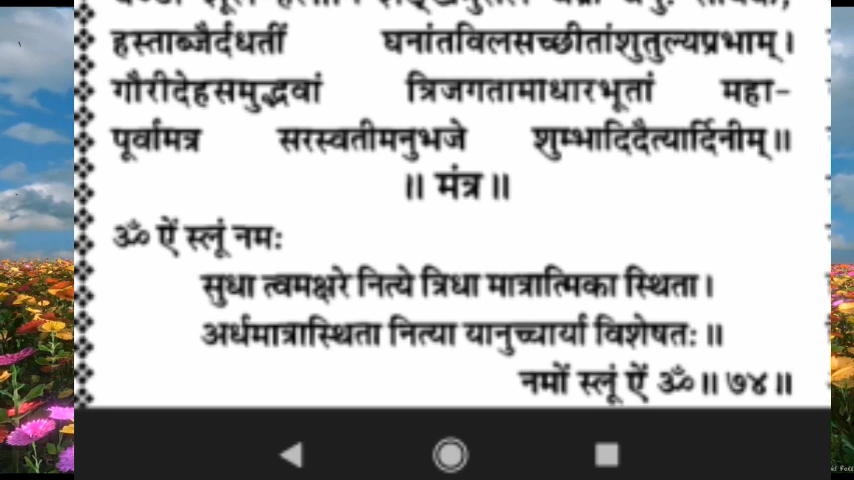 हस्ताब्जैर्दधतीं घनांतविलसच्छीतांशुतुल्यप्रभाम्।
गौरीदेहसमुद्भवां त्रिजगतामाधारभूतां महा-
पूर्वामत्र सरस्वतीमनुभजे शुम्भादिदैत्यार्दिनीम्॥
॥ मंत्र ॥
ॐ ऐं स्लूं नमः
सुधा त्वमक्षरे नित्ये त्रिधा मात्रात्मिका स्थिता।
अर्धमात्रास्थिता नित्या यानुच्चार्या विशेषतः॥
नमों स्लूं ऐं ॐ॥७४॥